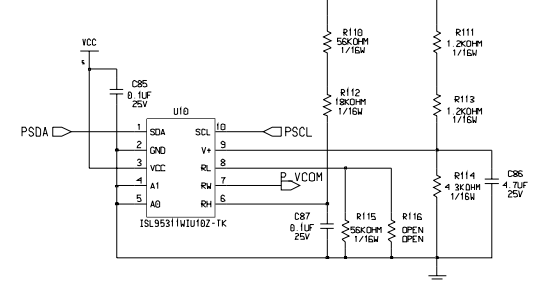 R110
56KOHM
1/16W
R111
1.2KOHM
1/16W
VCC
C85
0.1UF
25V
R112
18KOHM
1/16W
R113
1.2KOHM
1/16W
U10
PSDA
1 SDA SCL 10
PSCL
2 GND V+ 9
3 VCC RL 8
4 A1 RW 7
P_VCOM
5 A0 RH 6
ISL95311WIU10Z-TK
R114
4.3KOHM
1/16W
C86
4.7UF
25V
C87
0.1UF
25V
R115
56KOHM
1/16W
R116
OPEN
OPEN